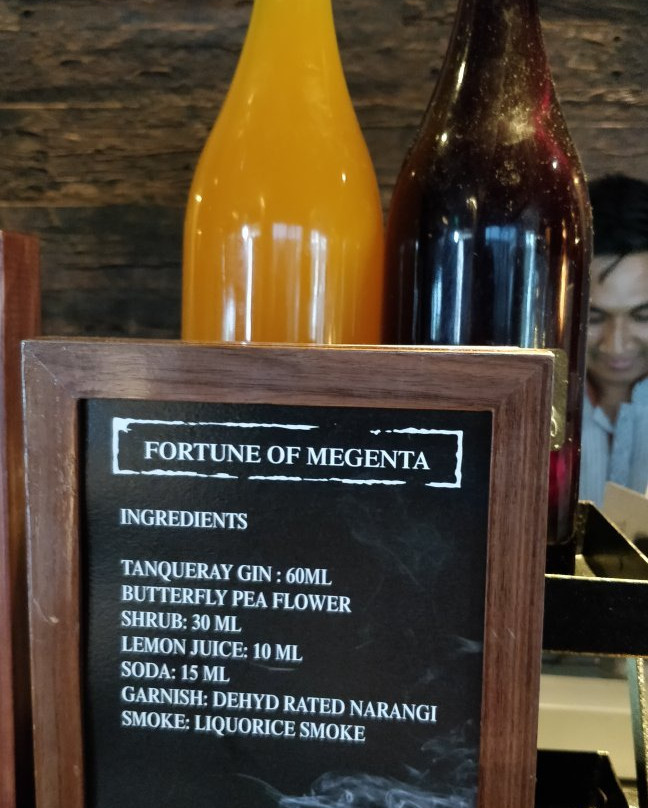 FORTUNE OF MEGENTA
INGREDIENTS
TANQUERAY GIN : 60ML
BUTTERFLY PEA FLOWER
SHRUB: 30 ML
LEMON JUICE: 10 ML
SODA: 15 ML
GARNISH: DEHYD RATED NARANGI
SMOKE: LIQUORICE SMOKE